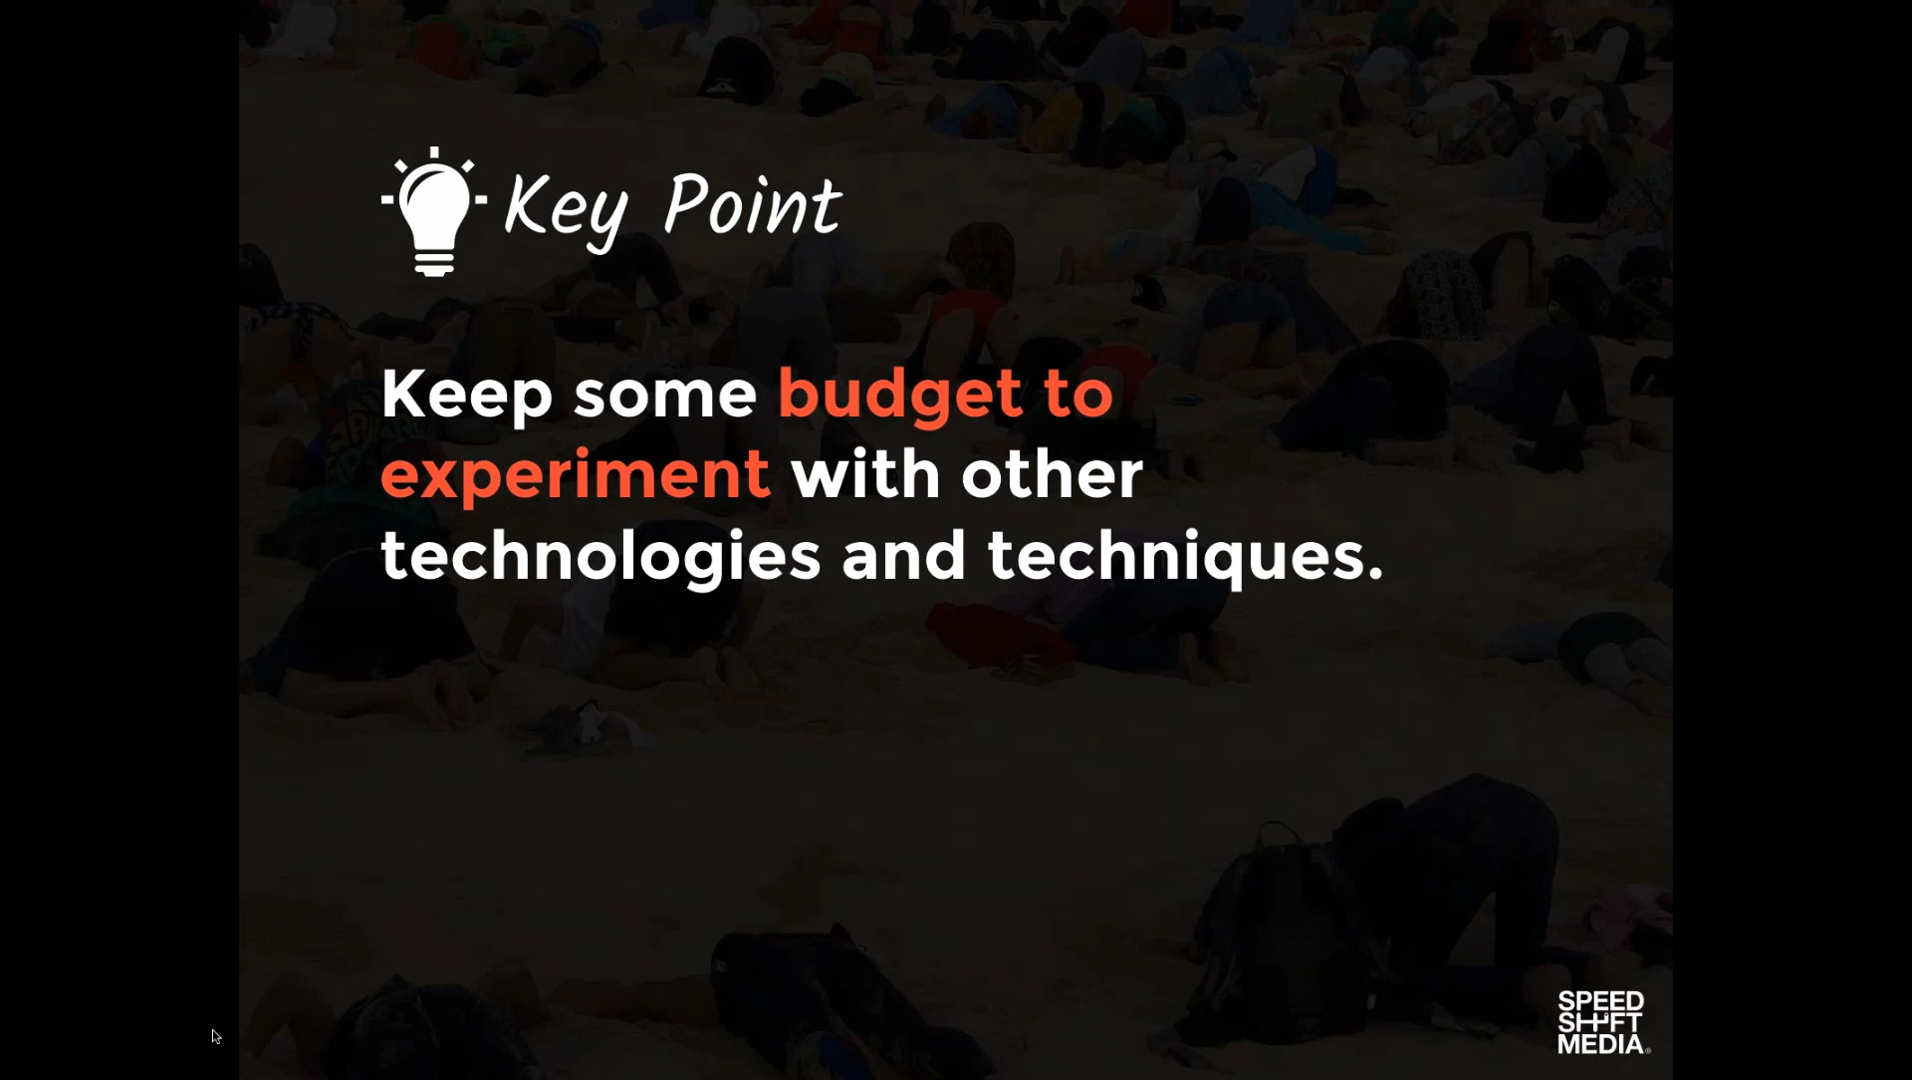 Key Point
Keep some budget to
experiment with other
technologies and techniques.
SPEED
SHIFT
MEDIA